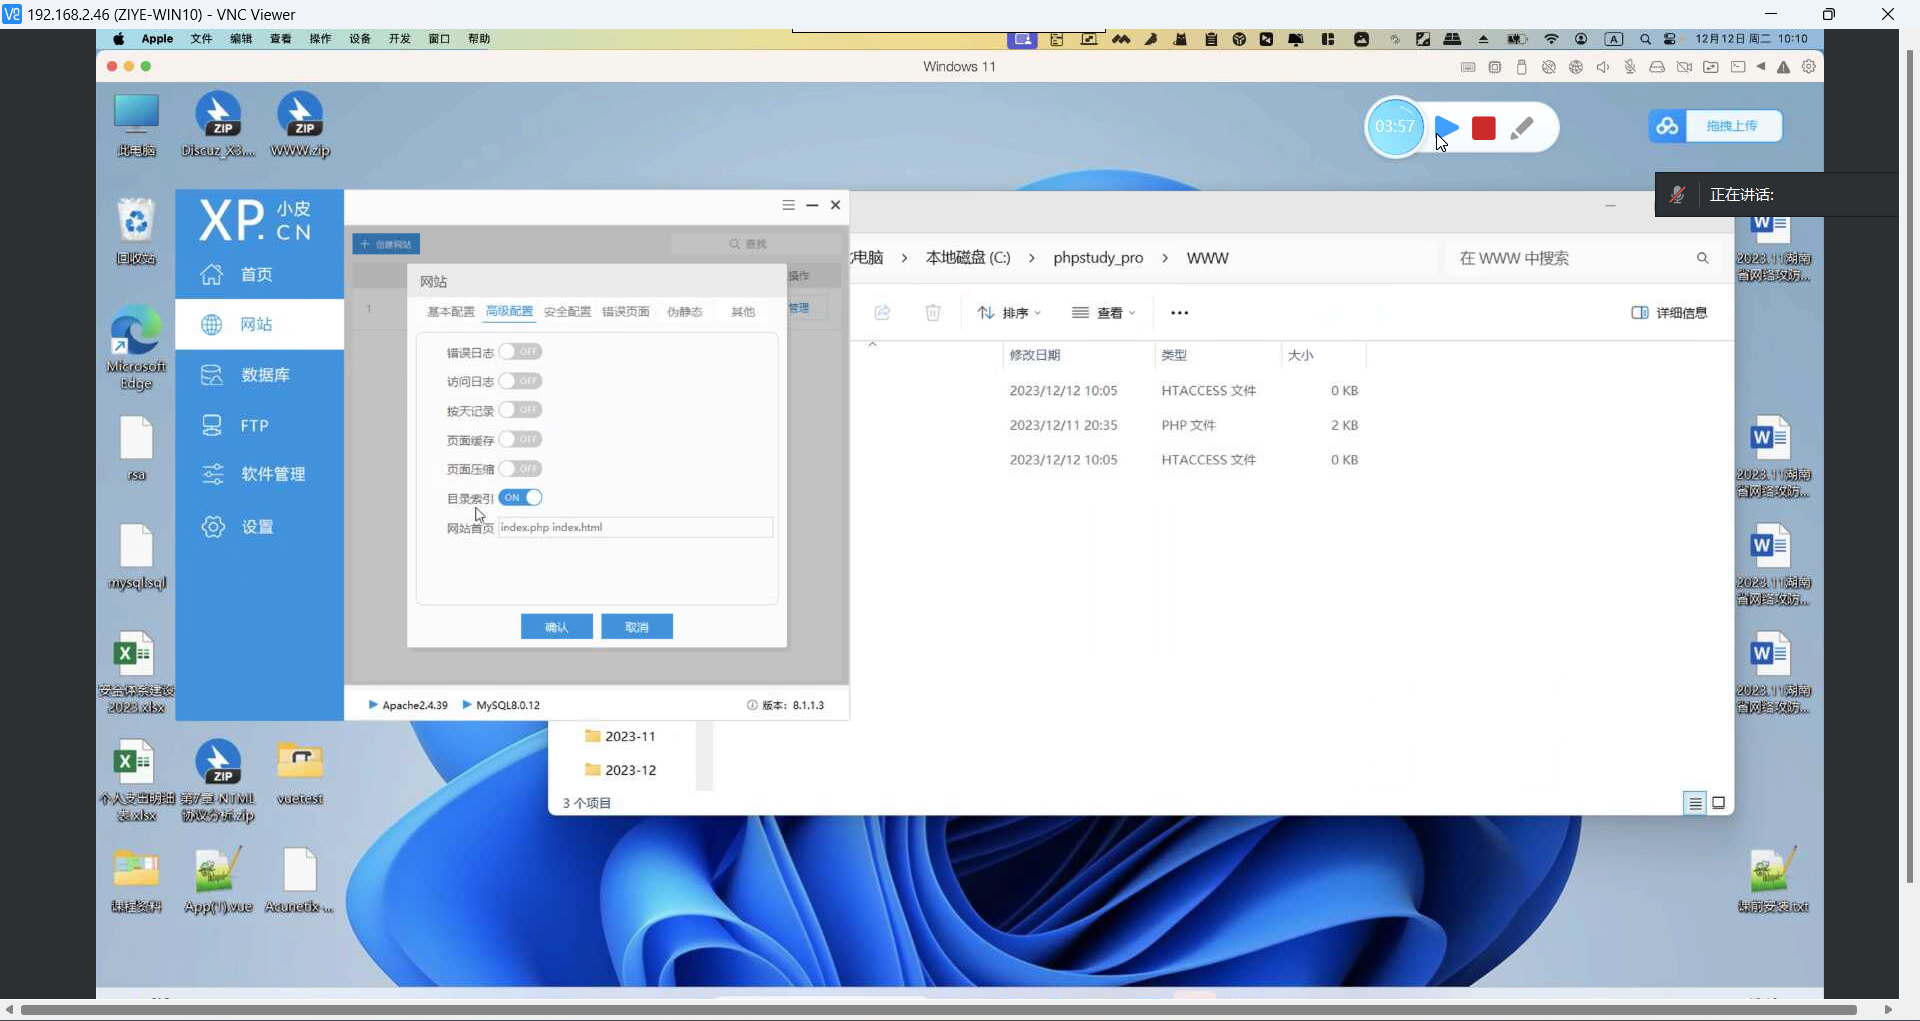 192.168.2.46 (ZIYE-WIN10) - VNC Viewer
Apple 文件 编辑 查看 操作 设备 开发 窗口 帮助
A
12月12日 周二 10:10
Windows 11
此电脑
ZIP
Discuz_X3....
ZIP
WWW.zip
03:57
拖拽上传
正在讲话:
回收站
Microsoft
Edge
rsa
mysql.sql
安全体系建设
2023.xlsx
个人支出明细
表.xlsx
ZIP
第7章 NTML
协议分析.zip
vuetest
课程资料
App(1).vue
Acunetix-...
XP.CN 小皮
首页
网站
数据库
FTP
软件管理
设置
+ 创建网站
查找
操作
1
管理
网站
基本配置 高级配置 安全配置 错误页面 伪静态 其他
错误日志 OFF
访问日志 OFF
按天记录 OFF
页面缓存 OFF
页面压缩 OFF
目录索引 ON
网站首页 index.php index.html
确认 取消
Apache2.4.39 MySQL8.0.12
版本: 8.1.1.3
电脑 > 本地磁盘 (C:) > phpstudy_pro > WWW
在 WWW 中搜索
排序 查看 ...
详细信息
修改日期 类型 大小
2023/12/12 10:05 HTACCESS 文件 0 KB
2023/12/11 20:35 PHP 文件 2 KB
2023/12/12 10:05 HTACCESS 文件 0 KB
2023-11
2023-12
3 个项目
2023.11湖南
省网络攻防...
2023.11湖南
省网络攻防...
2023.11湖南
省网络攻防...
2023.11湖南
省网络攻防...
课前安装.txt